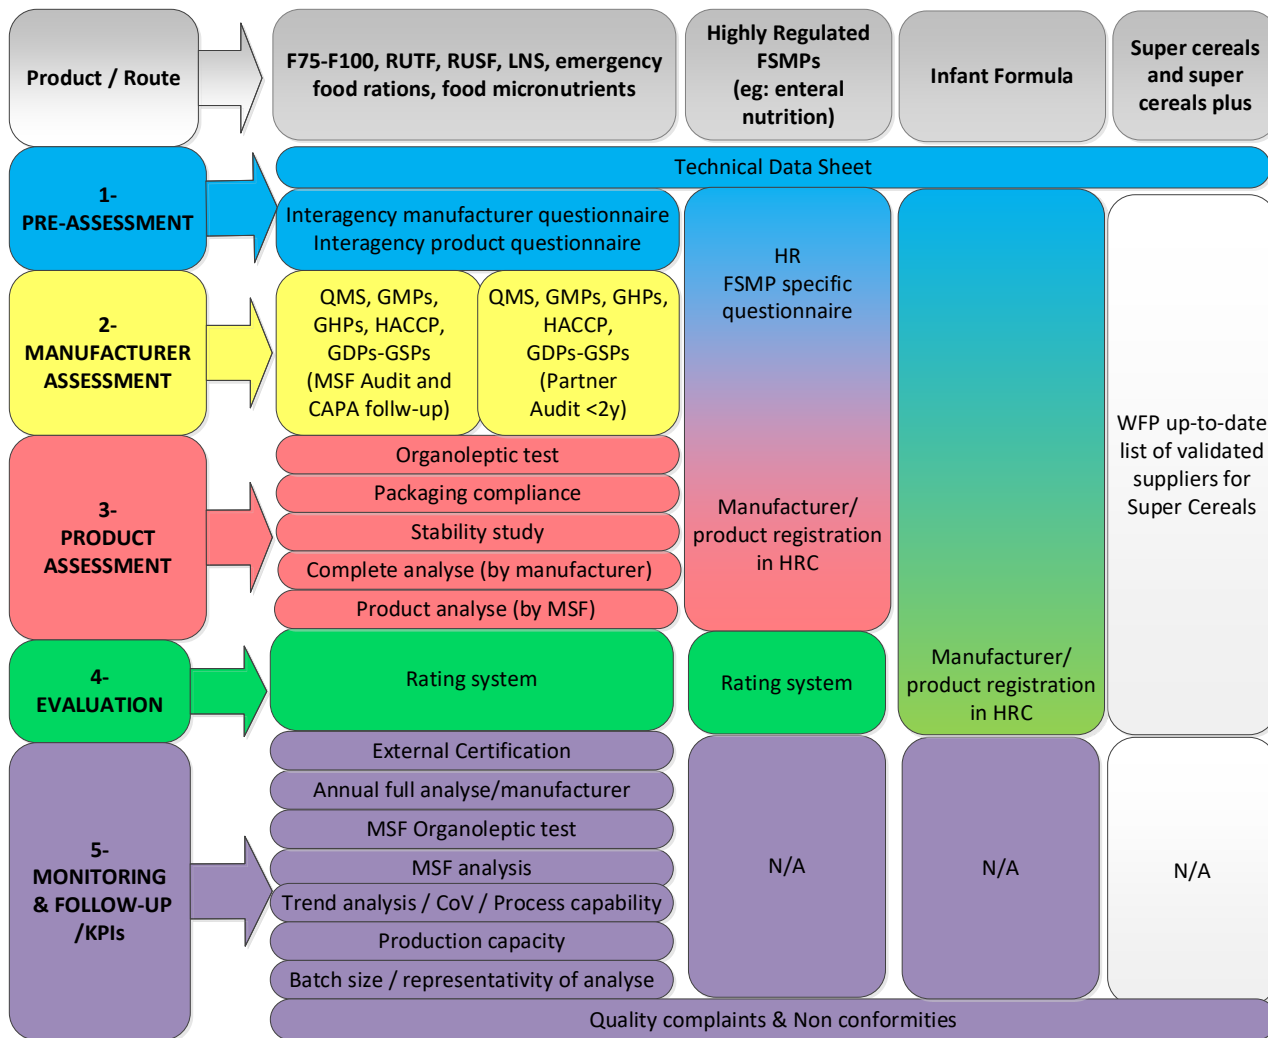 Product / Route
F75-F100, RUTF, RUSF, LNS, emergency
food rations, food micronutrients
Highly Regulated
FSMPs
(eg: enteral
nutrition)
Infant Formula
Super cereals
and super
cereals plus
1-
PRE-ASSESSMENT
Technical Data Sheet
Interagency manufacturer questionnaire
Interagency product questionnaire
HR
FSMP specific
questionnaire
2-
MANUFACTURER
ASSESSMENT
QMS, GMPs,
GHPs, HACCP,
GDPs-GSPs
(MSF Audit and
CAPA follw-up)
QMS, GMPs, GHPs,
HACCP,
GDPs-GSPs
(Partner
Audit <2y)
3-
PRODUCT
ASSESSMENT
Organoleptic test
Packaging compliance
Stability study
Complete analyse (by manufacturer)
Product analyse (by MSF)
Manufacturer/
product registration
in HRC
WFP up-to-date
list of validated
suppliers for
Super Cereals
4-
EVALUATION
Rating system
Rating system
Manufacturer/
product registration
in HRC
5-
MONITORING
& FOLLOW-UP
/KPIs
External Certification
Annual full analyse/manufacturer
MSF Organoleptic test
MSF analysis
Trend analysis / CoV / Process capability
Production capacity
Batch size / representativity of analyse
N/A
N/A
N/A
Quality complaints & Non conformities